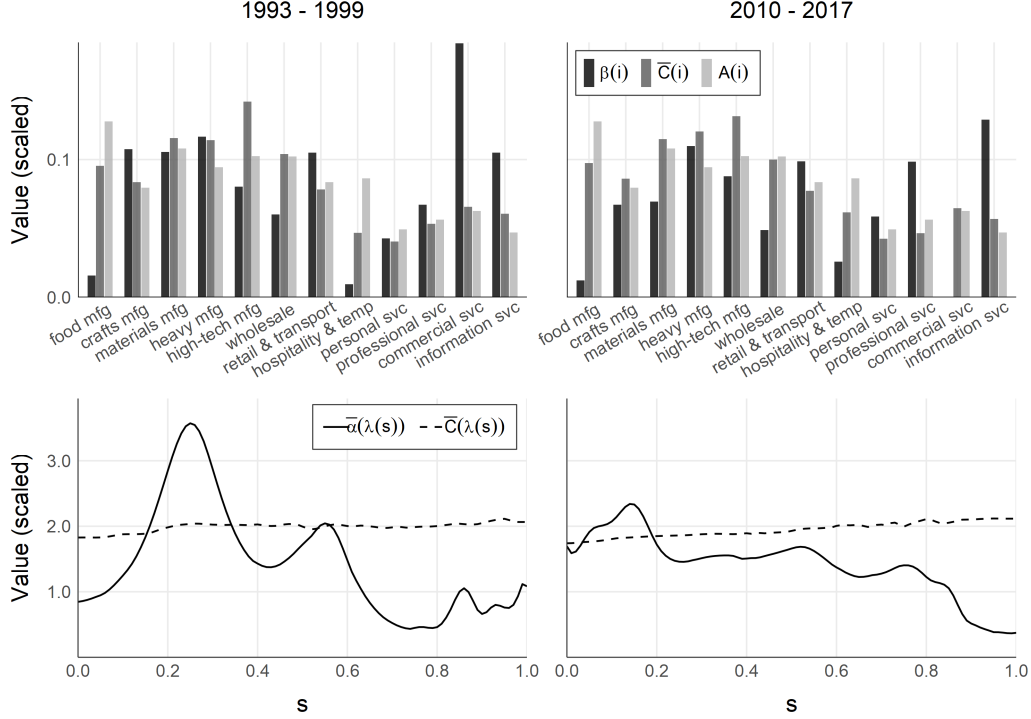 1993 - 1999
2010 - 2017
Value (scaled)
0.1
0.0
β(i) C̅(i) A(i)
food mfg
crafts mfg
materials mfg
heavy mfg
high-tech mfg
wholesale
retail & transport
hospitality & temp
personal svc
professional svc
commercial svc
information svc
food mfg
crafts mfg
materials mfg
heavy mfg
high-tech mfg
wholesale
retail & transport
hospitality & temp
personal svc
professional svc
commercial svc
information svc
Value (scaled)
3.0
2.0
1.0
α̅(λ(s)) C̅(λ(s))
0.0 0.2 0.4 0.6 0.8 1.0
0.0 0.2 0.4 0.6 0.8 1.0
s
s